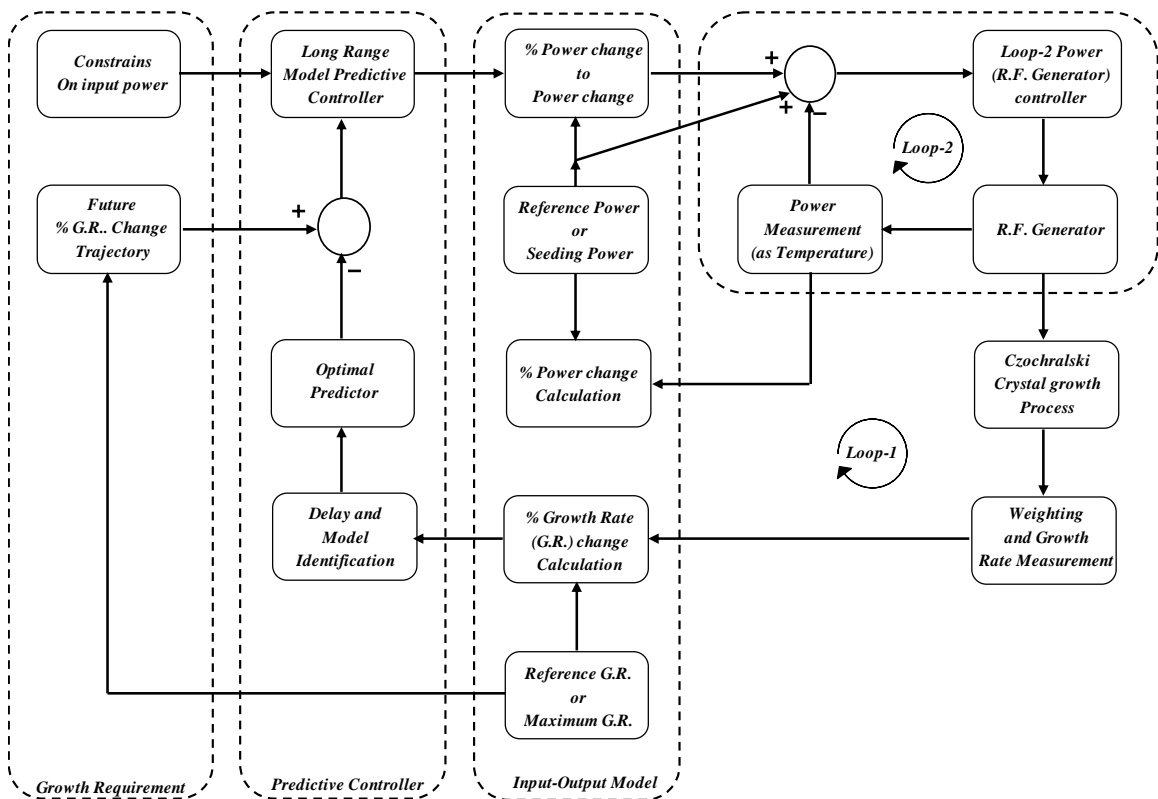 Constrains
On input power
Long Range
Model Predictive
Controller
% Power change
to
Power change
+
+
−
Loop-2 Power
(R.F. Generator)
controller
Loop-2
Future
% G.R.. Change
Trajectory
+
−
Reference Power
or
Seeding Power
Power
Measurement
(as Temperature)
R.F. Generator
Optimal
Predictor
% Power change
Calculation
Czochralski
Crystal growth
Process
Loop-1
Delay and
Model
Identification
% Growth Rate
(G.R.) change
Calculation
Weighting
and Growth
Rate Measurement
Reference G.R.
or
Maximum G.R.
Growth Requirement
Predictive Controller
Input-Output Model